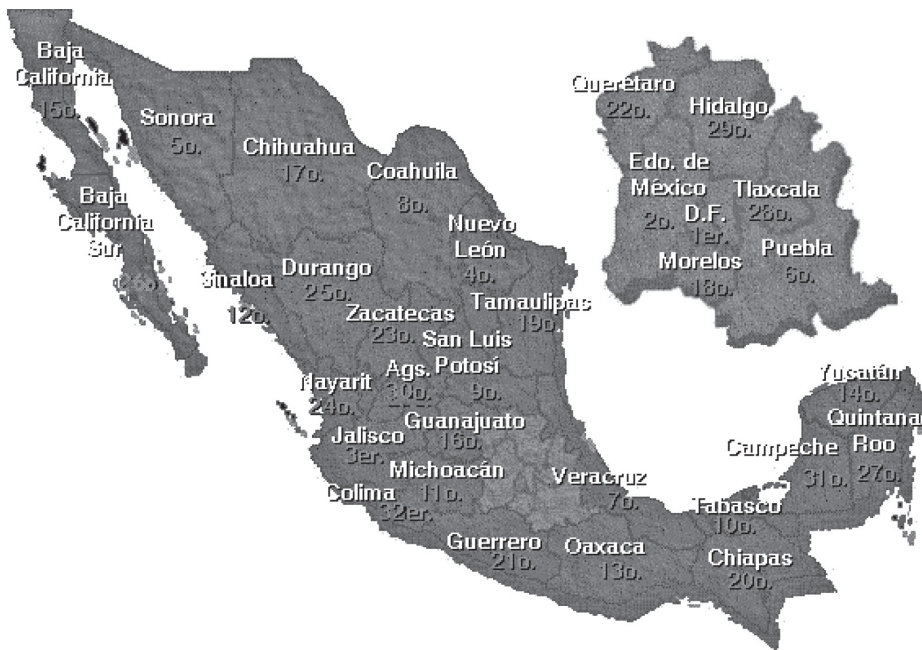 Baja
California
15o.
Sonora
5o.
Chihuahua
17o.
Coahuila
8o.
Nuevo
León
4o.
Baja
California
Sur
Sinaloa
12o.
Durango
25o.
Zacatecas
23o.
Tamaulipas
19o.
San Luis
Potosí
9o.
Ags.
Nayarit
24o.
Guanajuato
16o.
Jalisco
3er.
Michoacán
11o.
Colima
32er.
Guerrero
21o.
Oaxaca
13o.
Veracruz
7o.
Tabasco
10o.
Chiapas
20o.
Campeche
31o.
Yucatán
14o.
Quintana
Roo
27o.
Querétaro
22o.
Hidalgo
29o.
Edo. de
México
2o.
D.F.
1er.
Tlaxcala
28o.
Morelos
18o.
Puebla
6o.